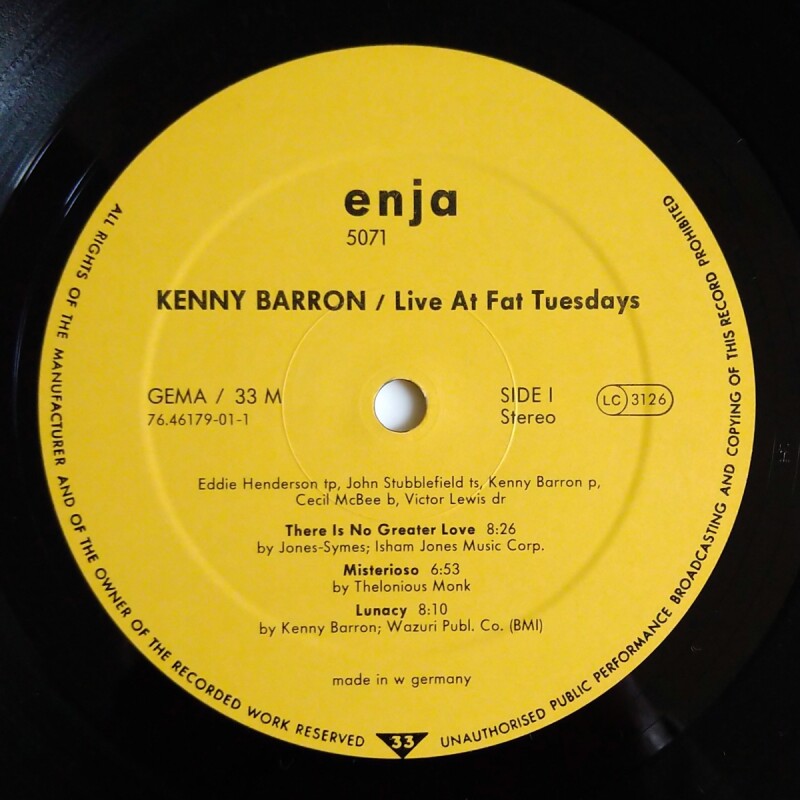 enja
5071
KENNY BARRON / Live At Fat Tuesdays
GEMA / 33 M
76.46179-01-1
SIDE I
Stereo
LC 3126
Eddie Henderson tp, John Stubblefield ts, Kenny Barron p,
Cecil McBee b, Victor Lewis dr
There Is No Greater Love 8:26
by Jones-Symes; Isham Jones Music Corp.
Misterioso 6:53
by Thelonious Monk
Lunacy 8:10
by Kenny Barron; Wazuri Publ. Co. (BMI)
made in w germany
ALL RIGHTS OF THE MANUFACTURER AND OF THE OWNER OF THE RECORDED WORK RESERVED
33
UNAUTHORISED PUBLIC PERFORMANCE BROADCASTING AND COPYING OF THIS RECORD PROHIBITED